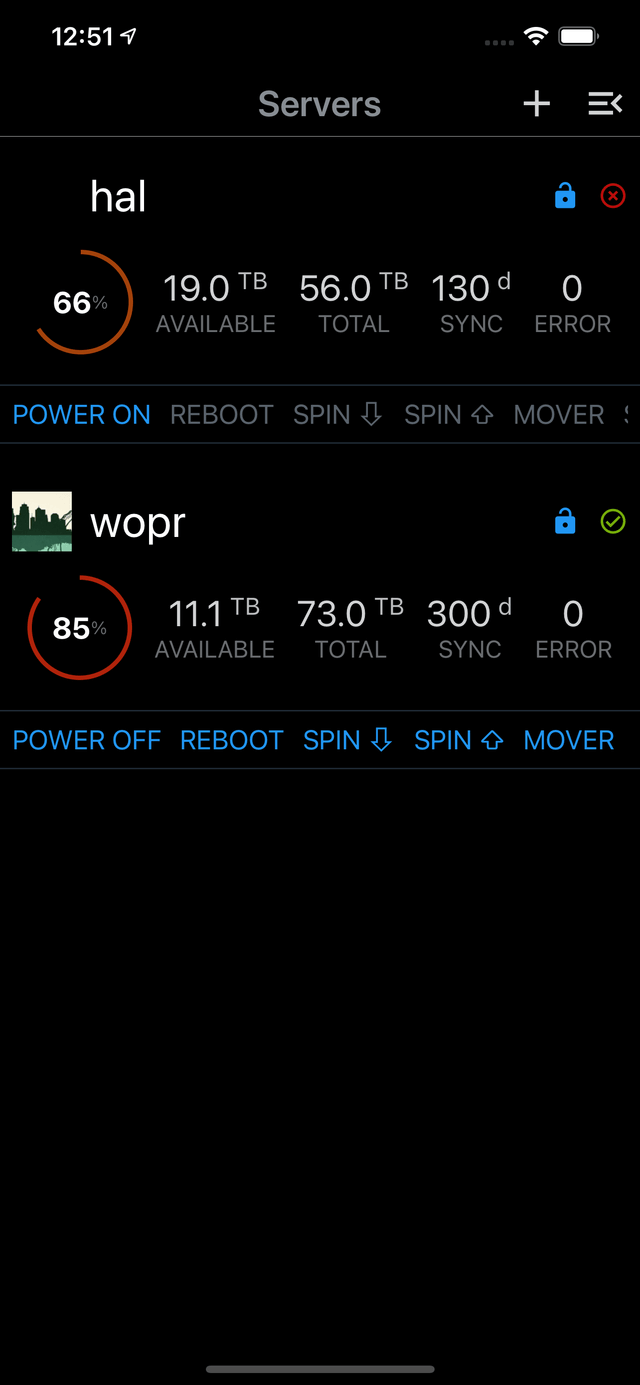 12:51
Servers
hal
66%
19.0 TB 56.0 TB 130 d 0
AVAILABLE TOTAL SYNC ERROR
POWER ON REBOOT SPIN SPIN MOVER
wopr
85%
11.1 TB 73.0 TB 300 d 0
AVAILABLE TOTAL SYNC ERROR
POWER OFF REBOOT SPIN SPIN MOVER